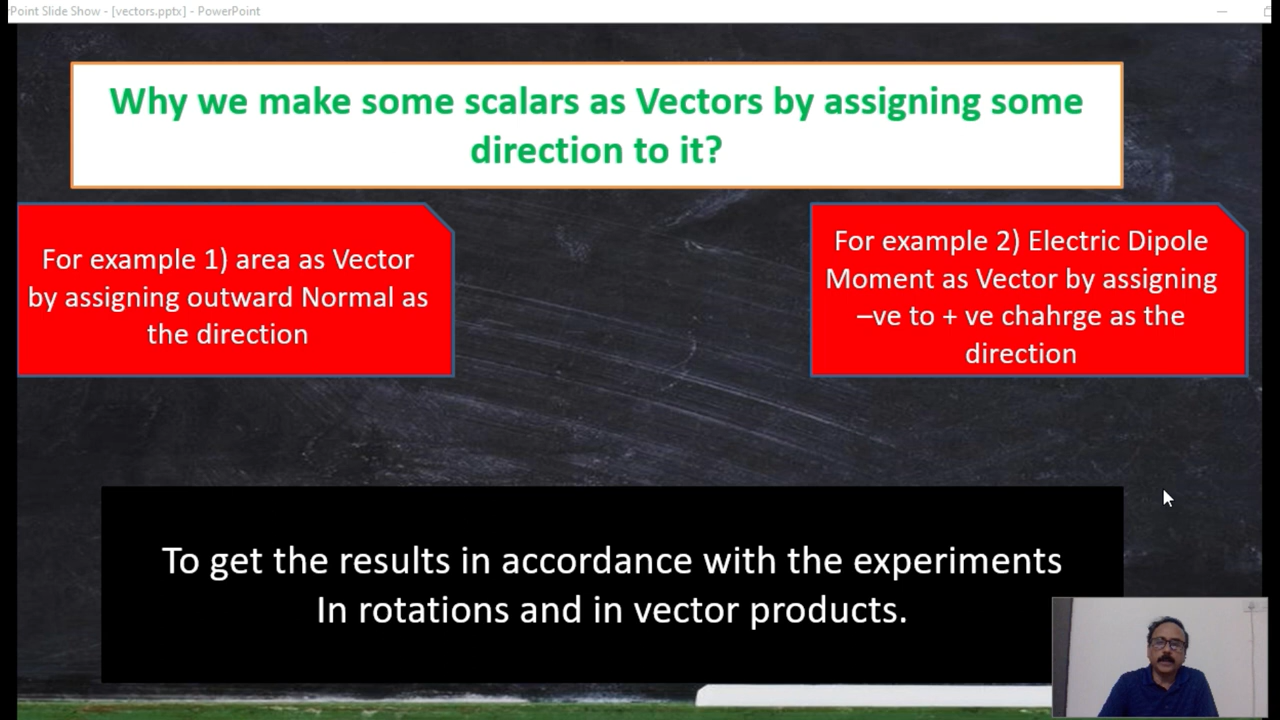 Point Slide Show - [vectors.pptx] - PowerPoint
Why we make some scalars as Vectors by assigning some
direction to it?
For example 1) area as Vector
by assigning outward Normal as
the direction
For example 2) Electric Dipole
Moment as Vector by assigning
–ve to + ve chahrge as the
direction
To get the results in accordance with the experiments
In rotations and in vector products.